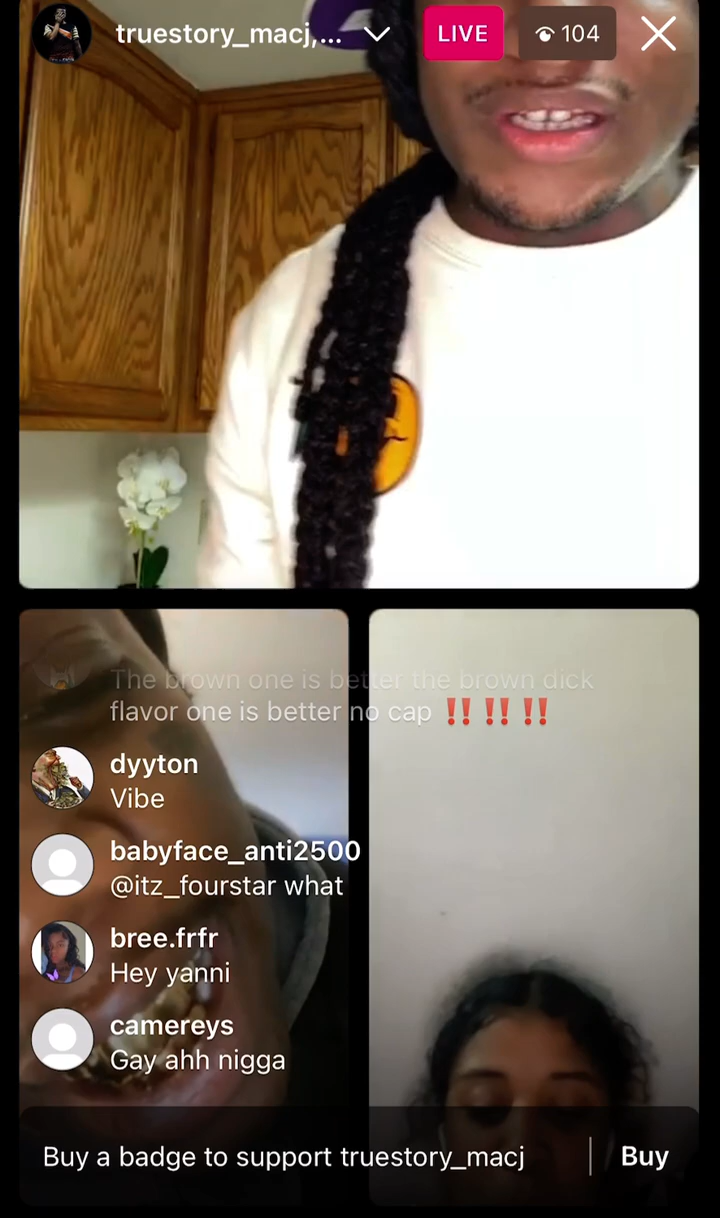 truestory_macj,...
LIVE
104
The brown one is better the brown dick
flavor one is better no cap ‼️ ‼️ ‼️
dyyton
Vibe
babyface_anti2500
@itz_fourstar what
bree.frfr
Hey yanni
camereys
Gay ahh nigga
Buy a badge to support truestory_macj
Buy